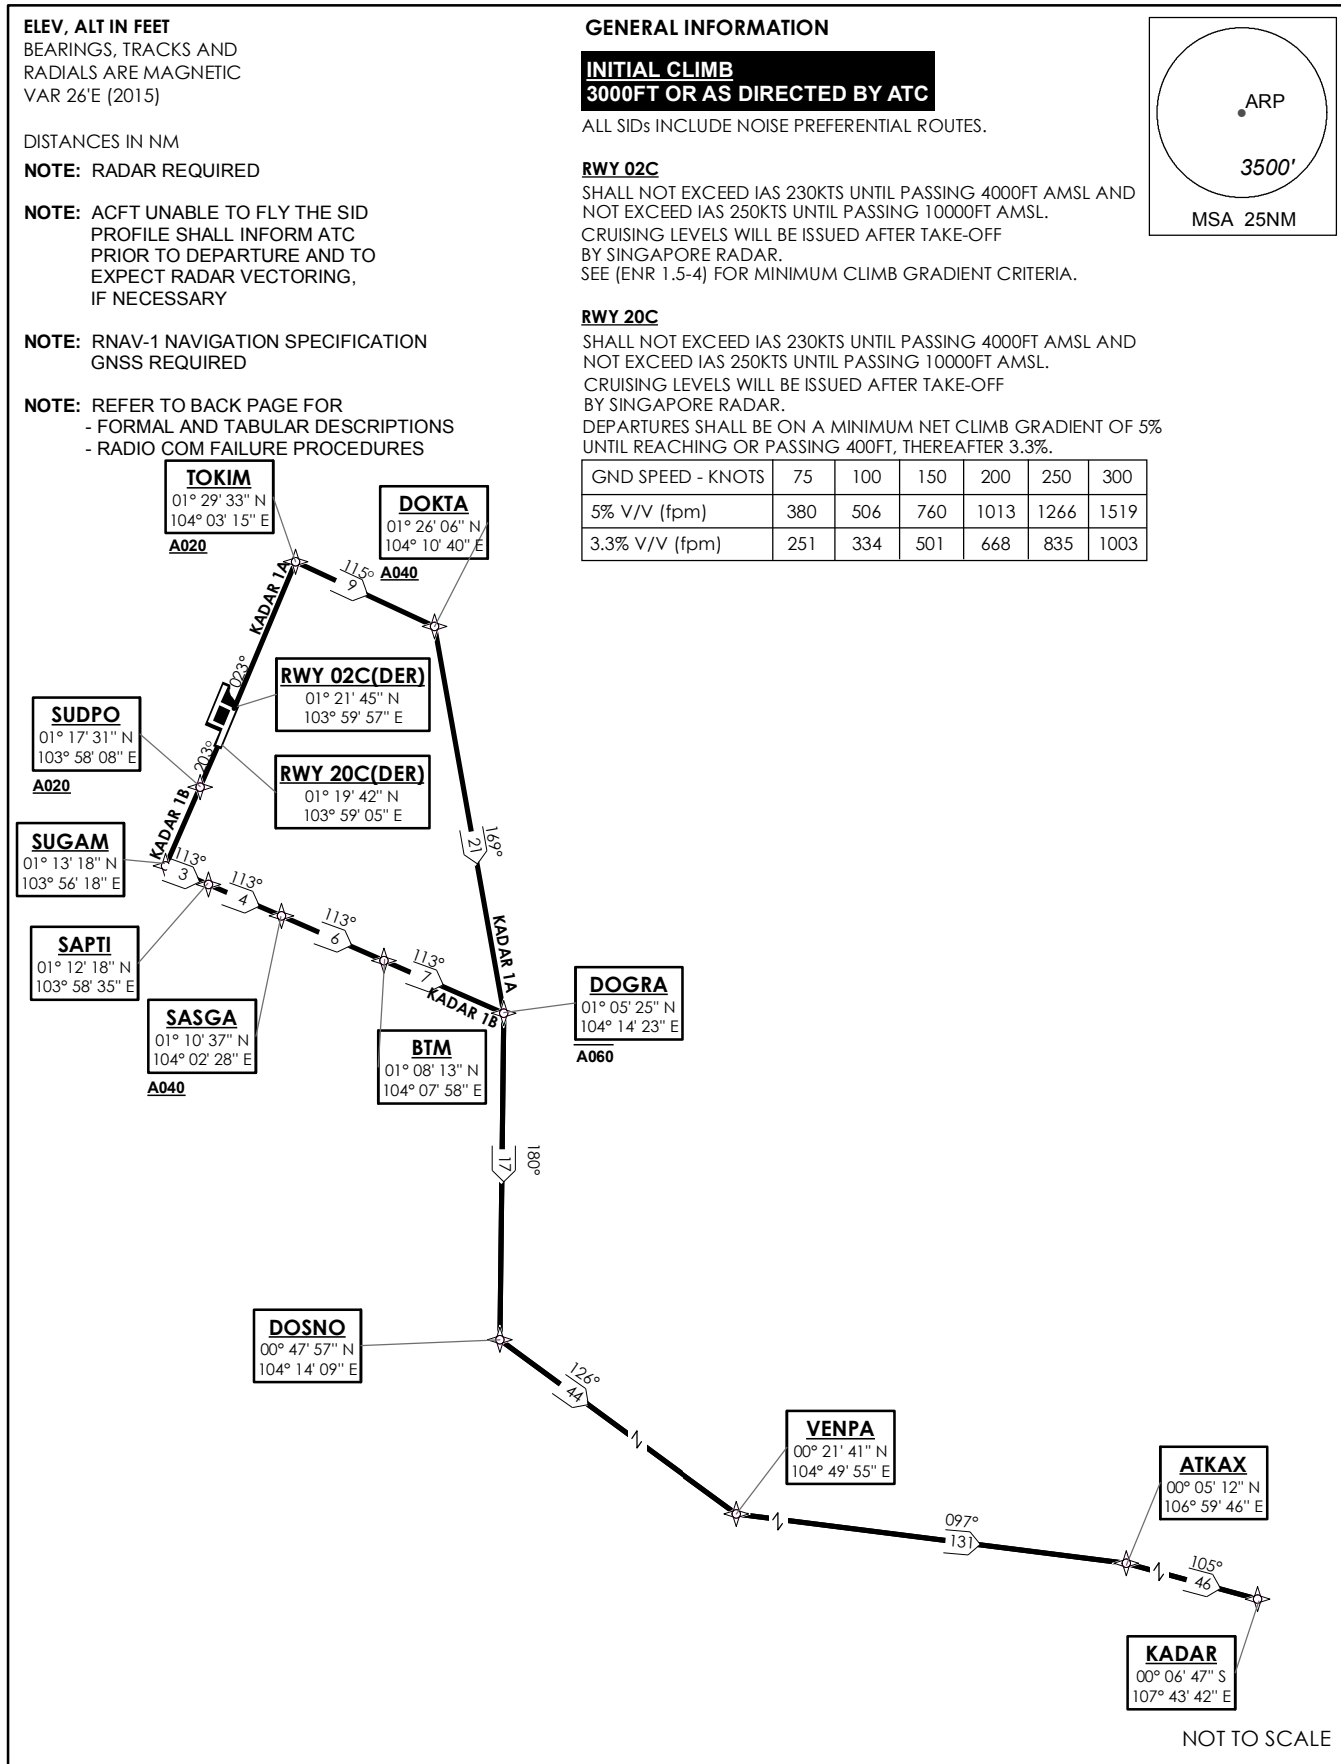 ELEV, ALT IN FEET
BEARINGS, TRACKS AND
RADIALS ARE MAGNETIC
VAR 26'E (2015)
DISTANCES IN NM
NOTE: RADAR REQUIRED
NOTE: ACFT UNABLE TO FLY THE SID
PROFILE SHALL INFORM ATC
PRIOR TO DEPARTURE AND TO
EXPECT RADAR VECTORING,
IF NECESSARY
NOTE: RNAV-1 NAVIGATION SPECIFICATION
GNSS REQUIRED
NOTE: REFER TO BACK PAGE FOR
- FORMAL AND TABULAR DESCRIPTIONS
- RADIO COM FAILURE PROCEDURES
GENERAL INFORMATION
INITIAL CLIMB
3000FT OR AS DIRECTED BY ATC
ALL SIDs INCLUDE NOISE PREFERENTIAL ROUTES.
RWY 02C
SHALL NOT EXCEED IAS 230KTS UNTIL PASSING 4000FT AMSL AND
NOT EXCEED IAS 250KTS UNTIL PASSING 10000FT AMSL.
CRUISING LEVELS WILL BE ISSUED AFTER TAKE-OFF
BY SINGAPORE RADAR.
SEE (ENR 1.5-4) FOR MINIMUM CLIMB GRADIENT CRITERIA.
RWY 20C
SHALL NOT EXCEED IAS 230KTS UNTIL PASSING 4000FT AMSL AND
NOT EXCEED IAS 250KTS UNTIL PASSING 10000FT AMSL.
CRUISING LEVELS WILL BE ISSUED AFTER TAKE-OFF
BY SINGAPORE RADAR.
DEPARTURES SHALL BE ON A MINIMUM NET CLIMB GRADIENT OF 5%
UNTIL REACHING OR PASSING 400FT, THEREAFTER 3.3%.
GND SPEED - KNOTS 75 100 150 200 250 300
5% V/V (fpm) 380 506 760 1013 1266 1519
3.3% V/V (fpm) 251 334 501 668 835 1003
ARP
3500'
MSA 25NM
TOKIM
01° 29' 33" N
104° 03' 15" E
A020
DOKTA
01° 26' 06" N
104° 10' 40" E
A040
115°
9
KADAR 1A
023°
RWY 02C(DER)
01° 21' 45" N
103° 59' 57" E
SUDPO
01° 17' 31" N
103° 58' 08" E
A020
203°
RWY 20C(DER)
01° 19' 42" N
103° 59' 05" E
KADAR 1B
SUGAM
01° 13' 18" N
103° 56' 18" E
113°
3
113°
4
113°
6
113°
7
KADAR 1B
169°
21
KADAR 1A
SAPTI
01° 12' 18" N
103° 58' 35" E
SASGA
01° 10' 37" N
104° 02' 28" E
A040
BTM
01° 08' 13" N
104° 07' 58" E
DOGRA
01° 05' 25" N
104° 14' 23" E
A060
180°
17
DOSNO
00° 47' 57" N
104° 14' 09" E
126°
44
VENPA
00° 21' 41" N
104° 49' 55" E
097°
131
ATKAX
00° 05' 12" N
106° 59' 46" E
105°
46
KADAR
00° 06' 47" S
107° 43' 42" E
NOT TO SCALE